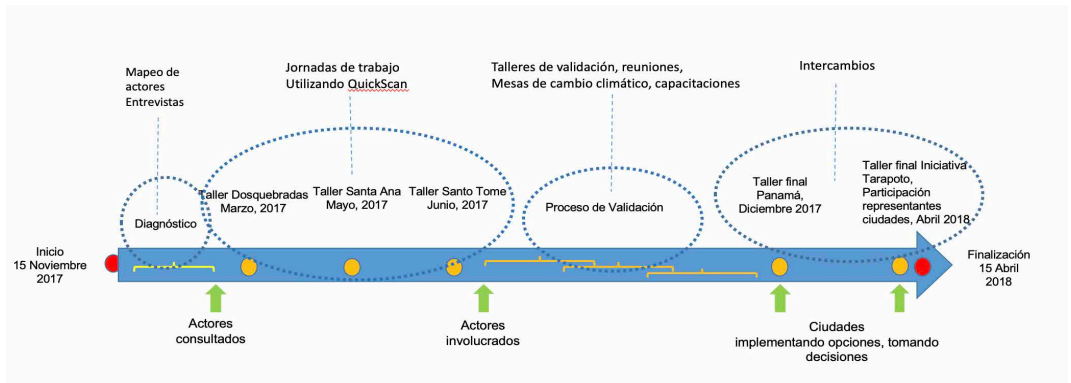 Mapeo de
actores
Entrevistas
Jornadas de trabajo
Utilizando QuickScan
Talleres de validación, reuniones,
Mesas de cambio climático, capacitaciones
Intercambios
Diagnóstico
Taller Dosquebradas
Marzo, 2017
Taller Santa Ana
Mayo, 2017
Taller Santo Tome
Junio, 2017
Proceso de Validación
Taller final
Panamá,
Diciembre 2017
Taller final Iniciativa
Tarapoto,
Participación
representantes
ciudades, Abril 2018
Inicio
15 Noviembre
2017
Finalización
15 Abril
2018
Actores
consultados
Actores
involucrados
Ciudades
implementando opciones, tomando
decisiones